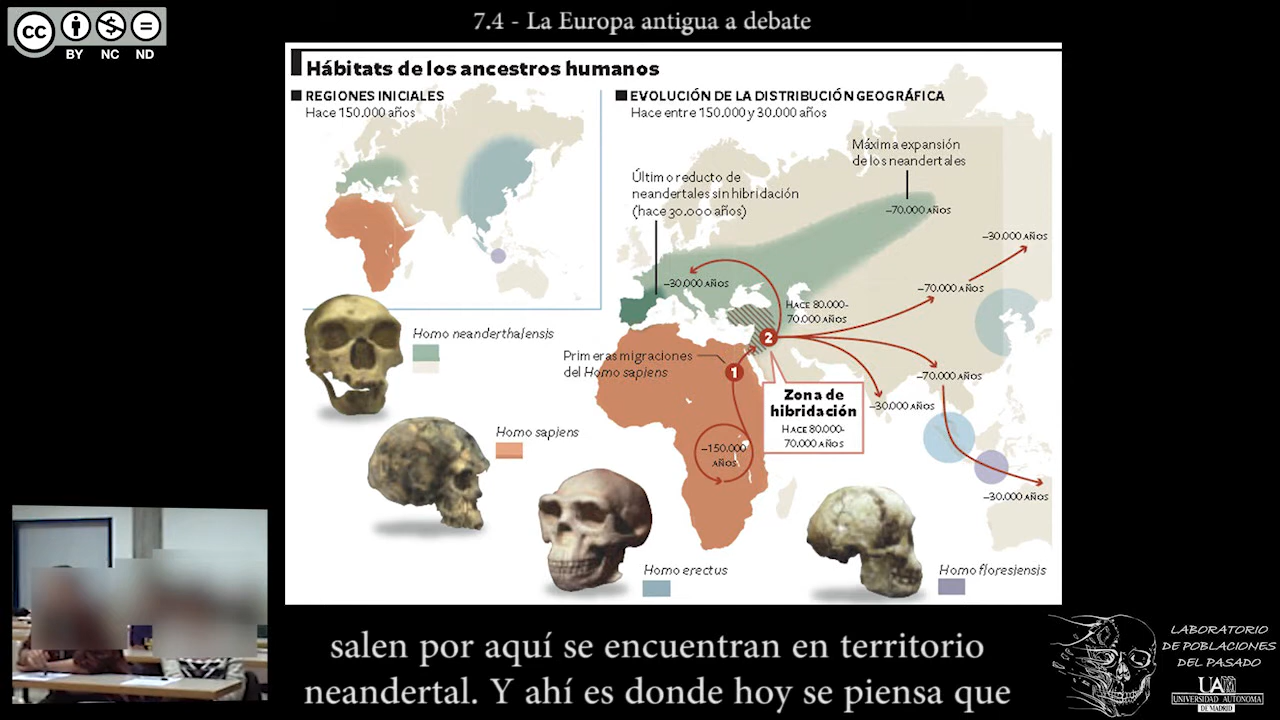 7.4 - La Europa antigua a debate
cc
BY NC ND
Hábitats de los ancestros humanos
REGIONES INICIALES
Hace 150.000 años
EVOLUCIÓN DE LA DISTRIBUCIÓN GEOGRÁFICA
Hace entre 150.000 y 30.000 años
Máxima expansión
de los neandertales
Último reducto de
neandertales sin hibridación
(hace 30.000 años)
–70.000 AÑOS
–30.000 AÑOS
–30.000 AÑOS
–70.000 AÑOS
HACE 80.000-
70.000 AÑOS
Homo neanderthalensis
2
Primeras migraciones
del Homo sapiens
1
–70.000 AÑOS
Zona de
hibridación
HACE 80.000-
70.000 AÑOS
–30.000 AÑOS
Homo sapiens
–150.000
AÑOS
–30.000 AÑOS
Homo erectus
Homo floresiensis
salen por aquí se encuentran en territorio
neandertal. Y ahí es donde hoy se piensa que
LABORATORIO
DE POBLACIONES
DEL PASADO
UAM
UNIVERSIDAD AUTONOMA
DE MADRID